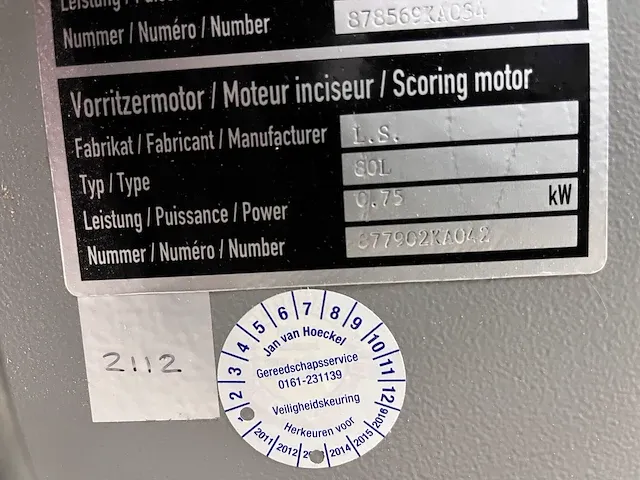 Leistung / Puissance
Nummer / Numéro / Number 878569KA034
Vorritzermotor / Moteur inciseur / Scoring motor
Fabrikat / Fabricant / Manufacturer L.S.
Typ / Type 80L
Leistung / Puissance / Power 0.75 kW
Nummer / Numéro / Number 877902KA042
2112
2 3 4 5 6 7 8 9 10 11 12
Jan van Hoeckel
Gereedschapsservice
0161-231139
Veiligheidskeuring
Herkeuren voor
2011 2012 2014 2015 2016